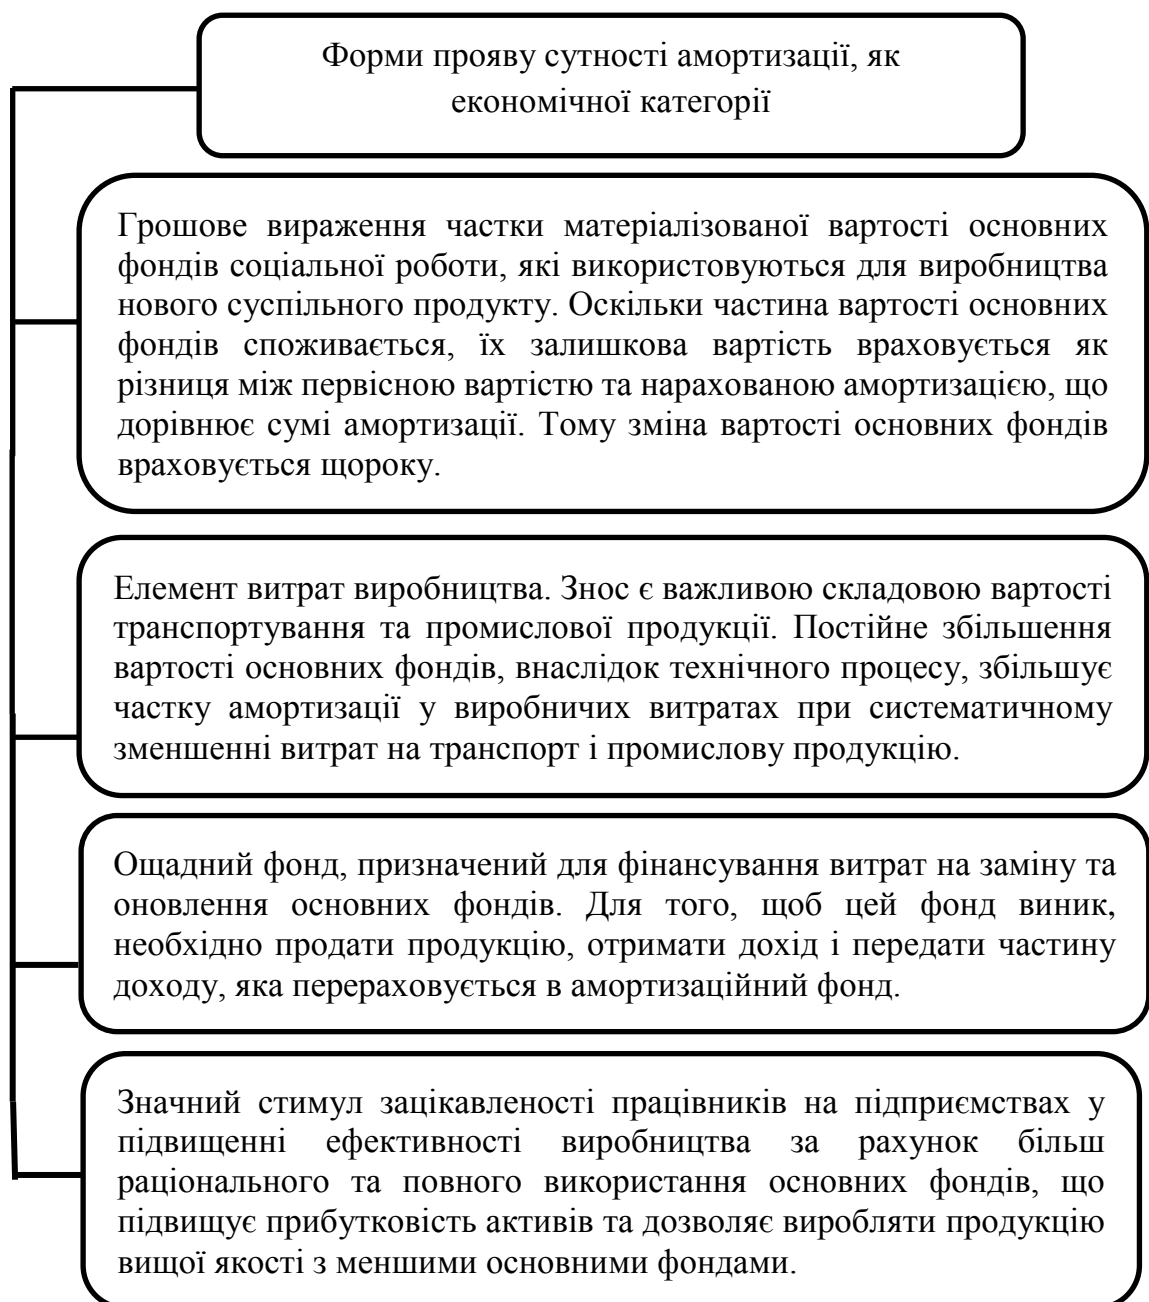 Форми прояву сутності амортизації, як
економічної категорії
Грошове вираження частки матеріалізованої вартості основних
фондів соціальної роботи, які використовуються для виробництва
нового суспільного продукту. Оскільки частина вартості основних
фондів споживається, їх залишкова вартість враховується як
різниця між первісною вартістю та нарахованою амортизацією, що
дорівнює сумі амортизації. Тому зміна вартості основних фондів
враховується щороку.
Елемент витрат виробництва. Знос є важливою складовою вартості
транспортування та промислової продукції. Постійне збільшення
вартості основних фондів, внаслідок технічного процесу, збільшує
частку амортизації у виробничих витратах при систематичному
зменшенні витрат на транспорт і промислову продукцію.
Ощадний фонд, призначений для фінансування витрат на заміну та
оновлення основних фондів. Для того, щоб цей фонд виник,
необхідно продати продукцію, отримати дохід і передати частину
доходу, яка перераховується в амортизаційний фонд.
Значний стимул зацікавленості працівників на підприємствах у
підвищенні ефективності виробництва за рахунок більш
раціонального та повного використання основних фондів, що
підвищує прибутковість активів та дозволяє виробляти продукцію
вищої якості з меншими основними фондами.